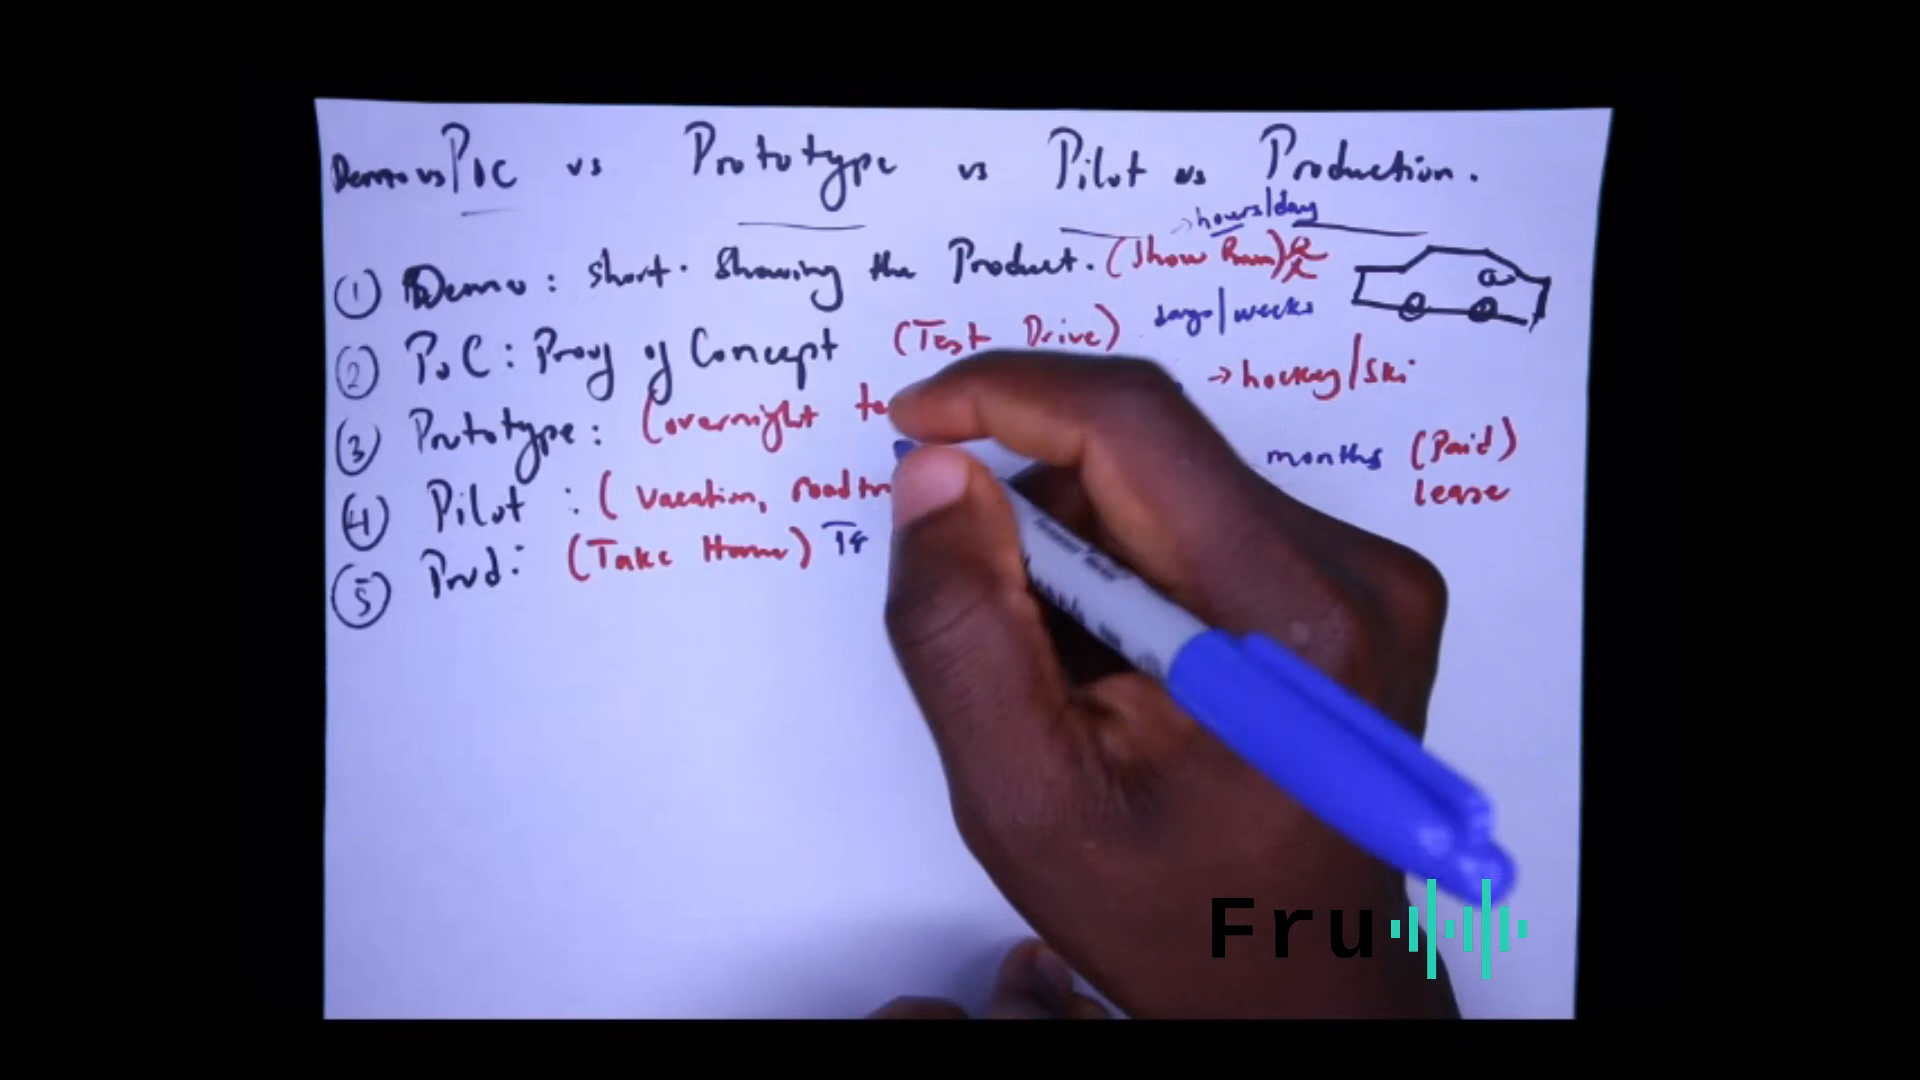 Demo vs PoC vs Prototype vs Pilot vs Production.
→ hours/day
① Demo: short. Showing the Product. (Show Room)
② PoC: Proof of Concept (Test Drive) days/weeks
→ hockey/ski
③ Prototype: (overnight
months (Paid)
lease
④ Pilot: (vacation,
⑤ Prod: (Take Home)
Fru